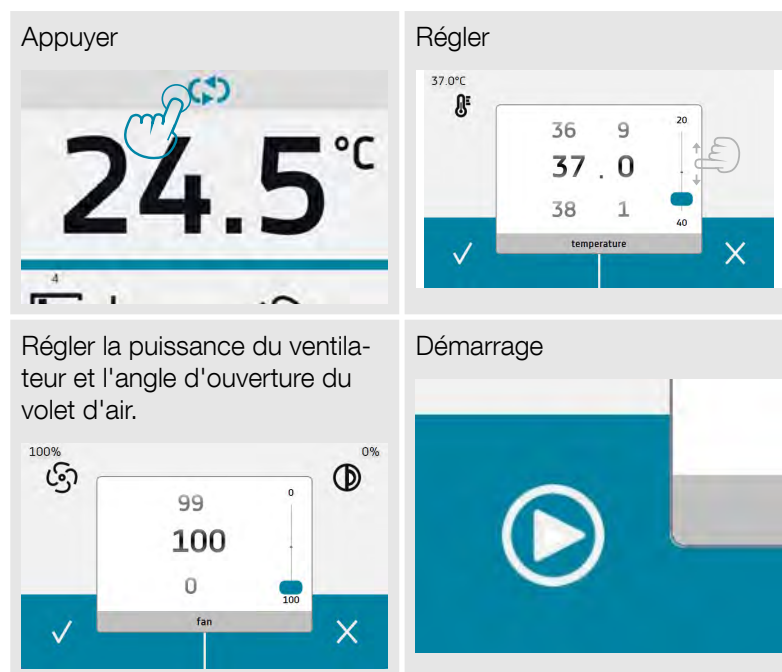 Appuyer
24.5°C
4
Régler
37.0°C
36 9
37 . 0
38 1
20
40
temperature
Régler la puissance du ventila-
teur et l'angle d'ouverture du
volet d'air.
100%
0%
99
100
0
0
100
fan
Démarrage